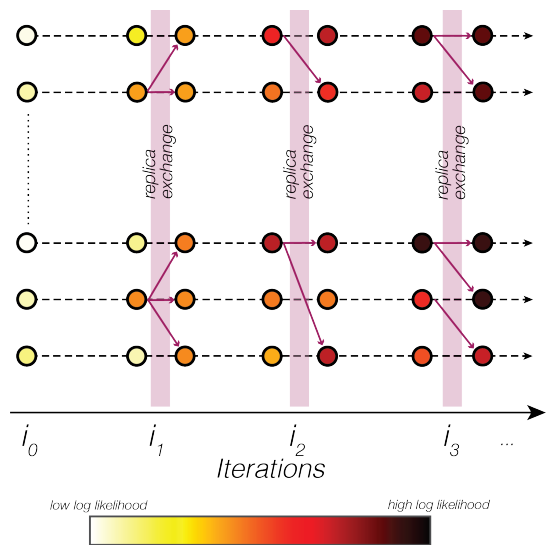 replica
exchange
replica
exchange
replica
exchange
i0
i1
i2
i3
...
Iterations
low log likelihood
high log likelihood